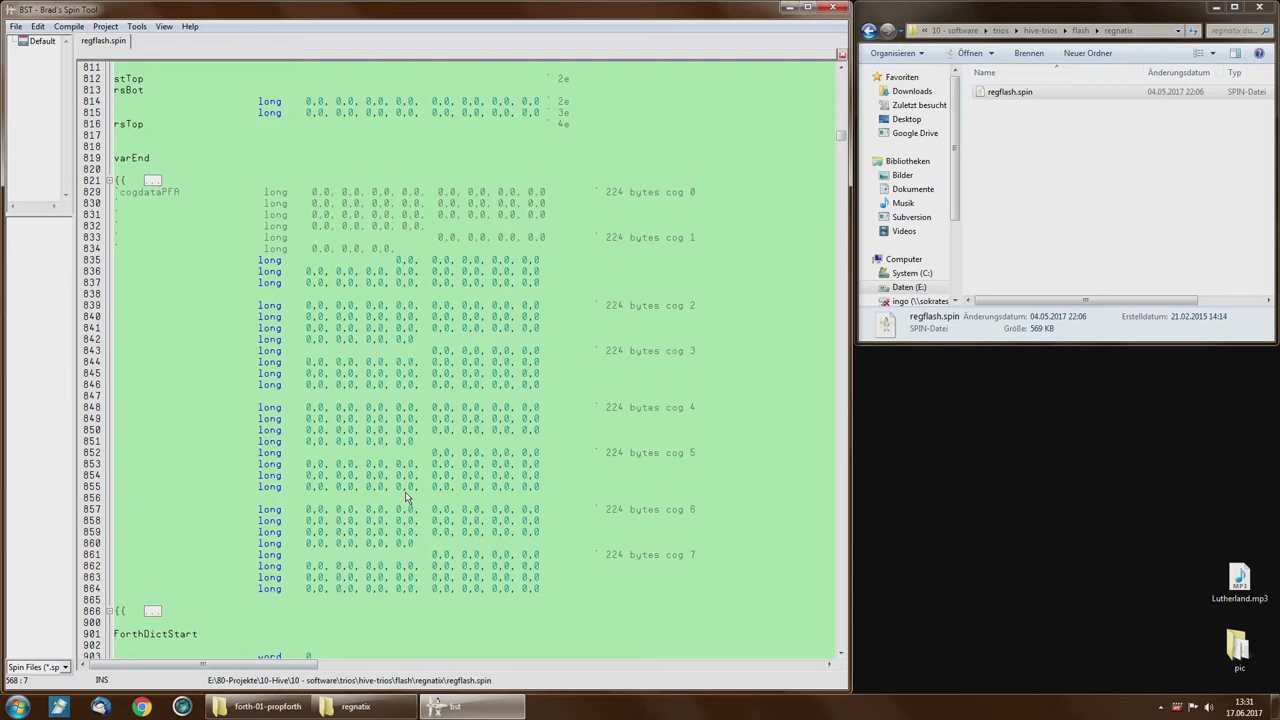 BST - Brad's Spin Tool
File Edit Compile Project Tools View Help
Default
regflash.spin
811
812 stTop ` 2e
813 rsBot
814 long 0,0, 0,0, 0,0, 0,0, 0,0, 0,0, 0,0, 0,0 ` 2e
815 long 0,0, 0,0, 0,0, 0,0, 0,0, 0,0, 0,0, 0,0 ` 3e
816 rsTop ` 4e
817
818
819 varEnd
820
821 {{ ...
829 `cogdataPFA long 0,0, 0,0, 0,0, 0,0, 0,0, 0,0, 0,0, 0,0 ` 224 bytes cog 0
830 ` long 0,0, 0,0, 0,0, 0,0, 0,0, 0,0, 0,0, 0,0
831 ` long 0,0, 0,0, 0,0, 0,0, 0,0, 0,0, 0,0, 0,0
832 ` long 0,0, 0,0, 0,0, 0,0,
833 ` long 0,0, 0,0, 0,0, 0,0 ` 224 bytes cog 1
834 ` long 0,0, 0,0, 0,0,
835 long 0,0, 0,0, 0,0, 0,0, 0,0
836 long 0,0, 0,0, 0,0, 0,0, 0,0, 0,0, 0,0, 0,0
837 long 0,0, 0,0, 0,0, 0,0, 0,0, 0,0, 0,0, 0,0
838
839 long 0,0, 0,0, 0,0, 0,0, 0,0, 0,0, 0,0, 0,0 ` 224 bytes cog 2
840 long 0,0, 0,0, 0,0, 0,0, 0,0, 0,0, 0,0, 0,0
841 long 0,0, 0,0, 0,0, 0,0, 0,0, 0,0, 0,0, 0,0
842 long 0,0, 0,0, 0,0, 0,0
843 long 0,0, 0,0, 0,0, 0,0 ` 224 bytes cog 3
844 long 0,0, 0,0, 0,0, 0,0, 0,0, 0,0, 0,0, 0,0
845 long 0,0, 0,0, 0,0, 0,0, 0,0, 0,0, 0,0, 0,0
846 long 0,0, 0,0, 0,0, 0,0, 0,0, 0,0, 0,0, 0,0
847
848 long 0,0, 0,0, 0,0, 0,0, 0,0, 0,0, 0,0, 0,0 ` 224 bytes cog 4
849 long 0,0, 0,0, 0,0, 0,0, 0,0, 0,0, 0,0, 0,0
850 long 0,0, 0,0, 0,0, 0,0, 0,0, 0,0, 0,0, 0,0
851 long 0,0, 0,0, 0,0, 0,0
852 long 0,0, 0,0, 0,0, 0,0 ` 224 bytes cog 5
853 long 0,0, 0,0, 0,0, 0,0, 0,0, 0,0, 0,0, 0,0
854 long 0,0, 0,0, 0,0, 0,0, 0,0, 0,0, 0,0, 0,0
855 long 0,0, 0,0, 0,0, 0,0, 0,0, 0,0, 0,0, 0,0
856
857 long 0,0, 0,0, 0,0, 0,0, 0,0, 0,0, 0,0, 0,0 ` 224 bytes cog 6
858 long 0,0, 0,0, 0,0, 0,0, 0,0, 0,0, 0,0, 0,0
859 long 0,0, 0,0, 0,0, 0,0, 0,0, 0,0, 0,0, 0,0
860 long 0,0, 0,0, 0,0, 0,0
861 long 0,0, 0,0, 0,0, 0,0 ` 224 bytes cog 7
862 long 0,0, 0,0, 0,0, 0,0, 0,0, 0,0, 0,0, 0,0
863 long 0,0, 0,0, 0,0, 0,0, 0,0, 0,0, 0,0, 0,0
864 long 0,0, 0,0, 0,0, 0,0, 0,0, 0,0, 0,0, 0,0
865
866 {{ ...
900
901 ForthDictStart
902
903 word 0
Spin Files (*.sp
568 : 7 INS E:\80-Projekte\10-Hive\10 - software\trios\hive-trios\flash\regnatix\regflash.spin
« 10 - software ▸ trios ▸ hive-trios ▸ flash ▸ regnatix regnatix du...
Organisieren Öffnen Brennen Neuer Ordner
Favoriten
Downloads
Zuletzt besucht
Desktop
Google Drive
Bibliotheken
Bilder
Dokumente
Musik
Subversion
Videos
Computer
System (C:)
Daten (E:)
ingo (\\sokrates
Name Änderungsdatum Typ
regflash.spin 04.05.2017 22:06 SPIN-Datei
regflash.spin Änderungsdatum: 04.05.2017 22:06 Erstelldatum: 21.02.2015 14:14
SPIN-Datei Größe: 569 KB
MP3
Lutherland.mp3
pic
forth-01-propforth
regnatix
bst
13:31
17.06.2017